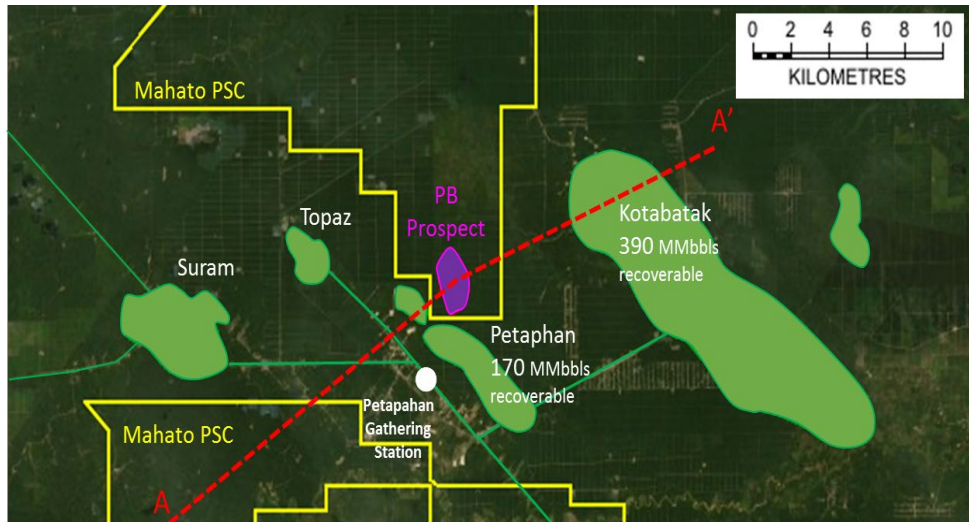 0 2 4 6 8 10
KILOMETRES
Mahato PSC
A'
PB
Prospect
Kotabatak
390 MMbbls
recoverable
Topaz
Suram
Petaphan
170 MMbbls
recoverable
Petapahan
Gathering
Station
Mahato PSC
A